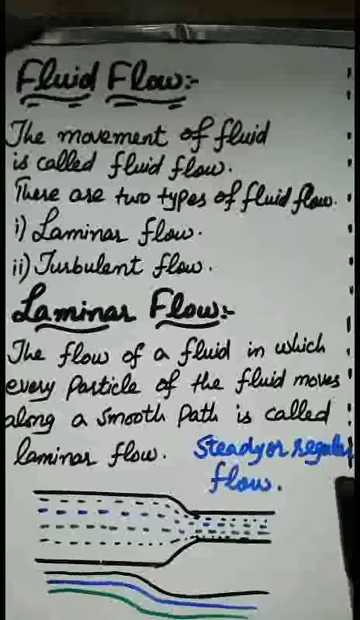 Fluid Flow:-
The movement of fluid
is called fluid flow.
There are two types of fluid flow.
i) Laminar flow.
ii) Turbulent flow.
Laminar Flow:-
The flow of a fluid in which
every Particle of the fluid moves
along a smooth Path is called
laminar flow. Steady or regular
flow.